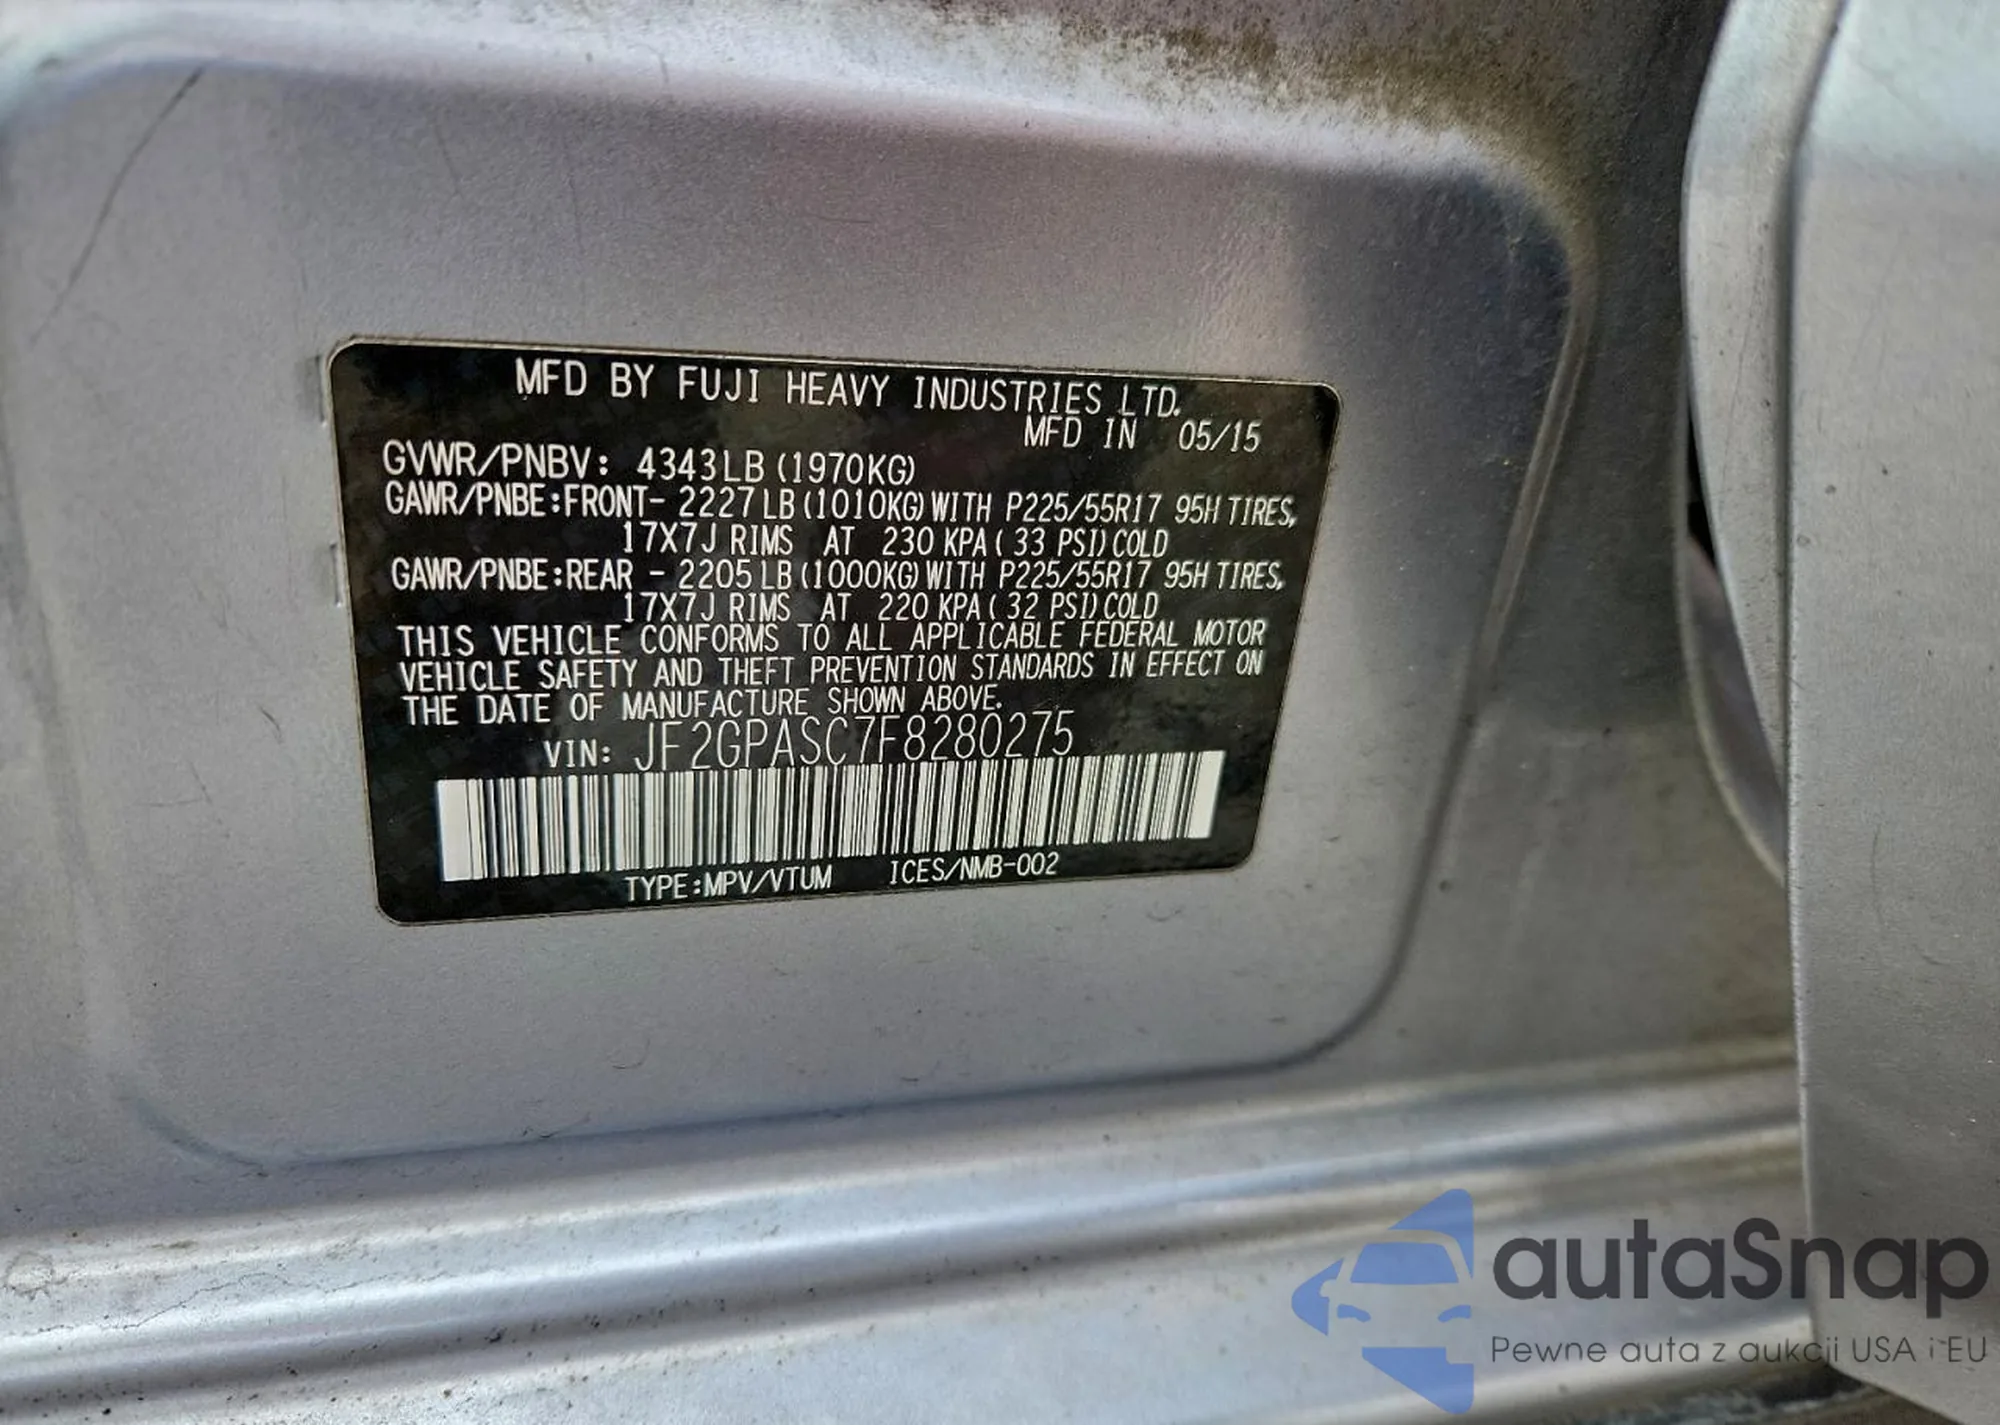 MFD BY FUJI HEAVY INDUSTRIES LTD.
MFD IN 05/15
GVWR/PNBV: 4343LB (1970KG)
GAWR/PNBE:FRONT- 2227LB (1010KG) WITH P225/55R17 95H TIRES,
17X7J RIMS AT 230 KPA ( 33 PSI) COLD
GAWR/PNBE:REAR - 2205LB (1000KG) WITH P225/55R17 95H TIRES,
17X7J RIMS AT 220 KPA ( 32 PSI) COLD
THIS VEHICLE CONFORMS TO ALL APPLICABLE FEDERAL MOTOR
VEHICLE SAFETY AND THEFT PREVENTION STANDARDS IN EFFECT ON
THE DATE OF MANUFACTURE SHOWN ABOVE.
VIN: JF2GPASC7F8280275
TYPE:MPV/VTUM ICES/NMB-002
autaSnap
Pewne auta z aukcji USA i EU